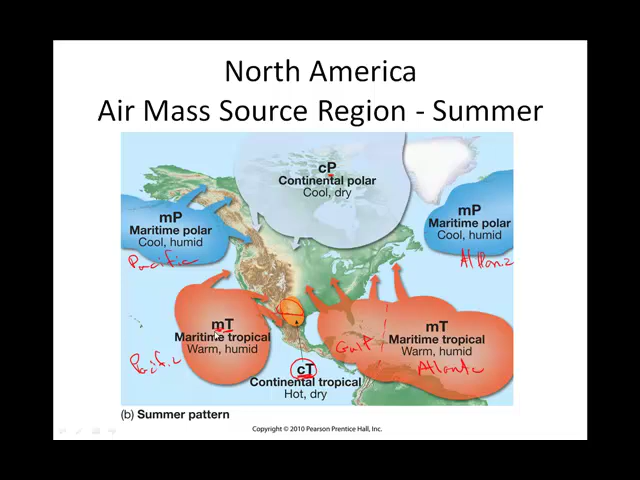 North America
Air Mass Source Region - Summer
cP
Continental polar
Cool, dry
mP
Maritime polar
Cool, humid
Pacific
mP
Maritime polar
Cool, humid
Atlantic
mT
Maritime tropical
Warm, humid
Pacific
cT
Continental tropical
Hot, dry
Gulf
mT
Maritime tropical
Warm, humid
Atlantic
(b) Summer pattern
Copyright © 2010 Pearson Prentice Hall, Inc.